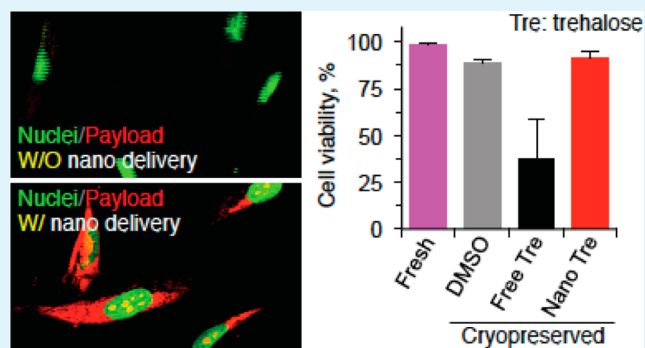 Nuclei/Payload
W/O nano delivery
Nuclei/Payload
W/ nano delivery
Tre: trehalose
Cell viability, %
100
75
50
25
0
Fresh
DMSO
Free Tre
Nano Tre
Cryopreserved